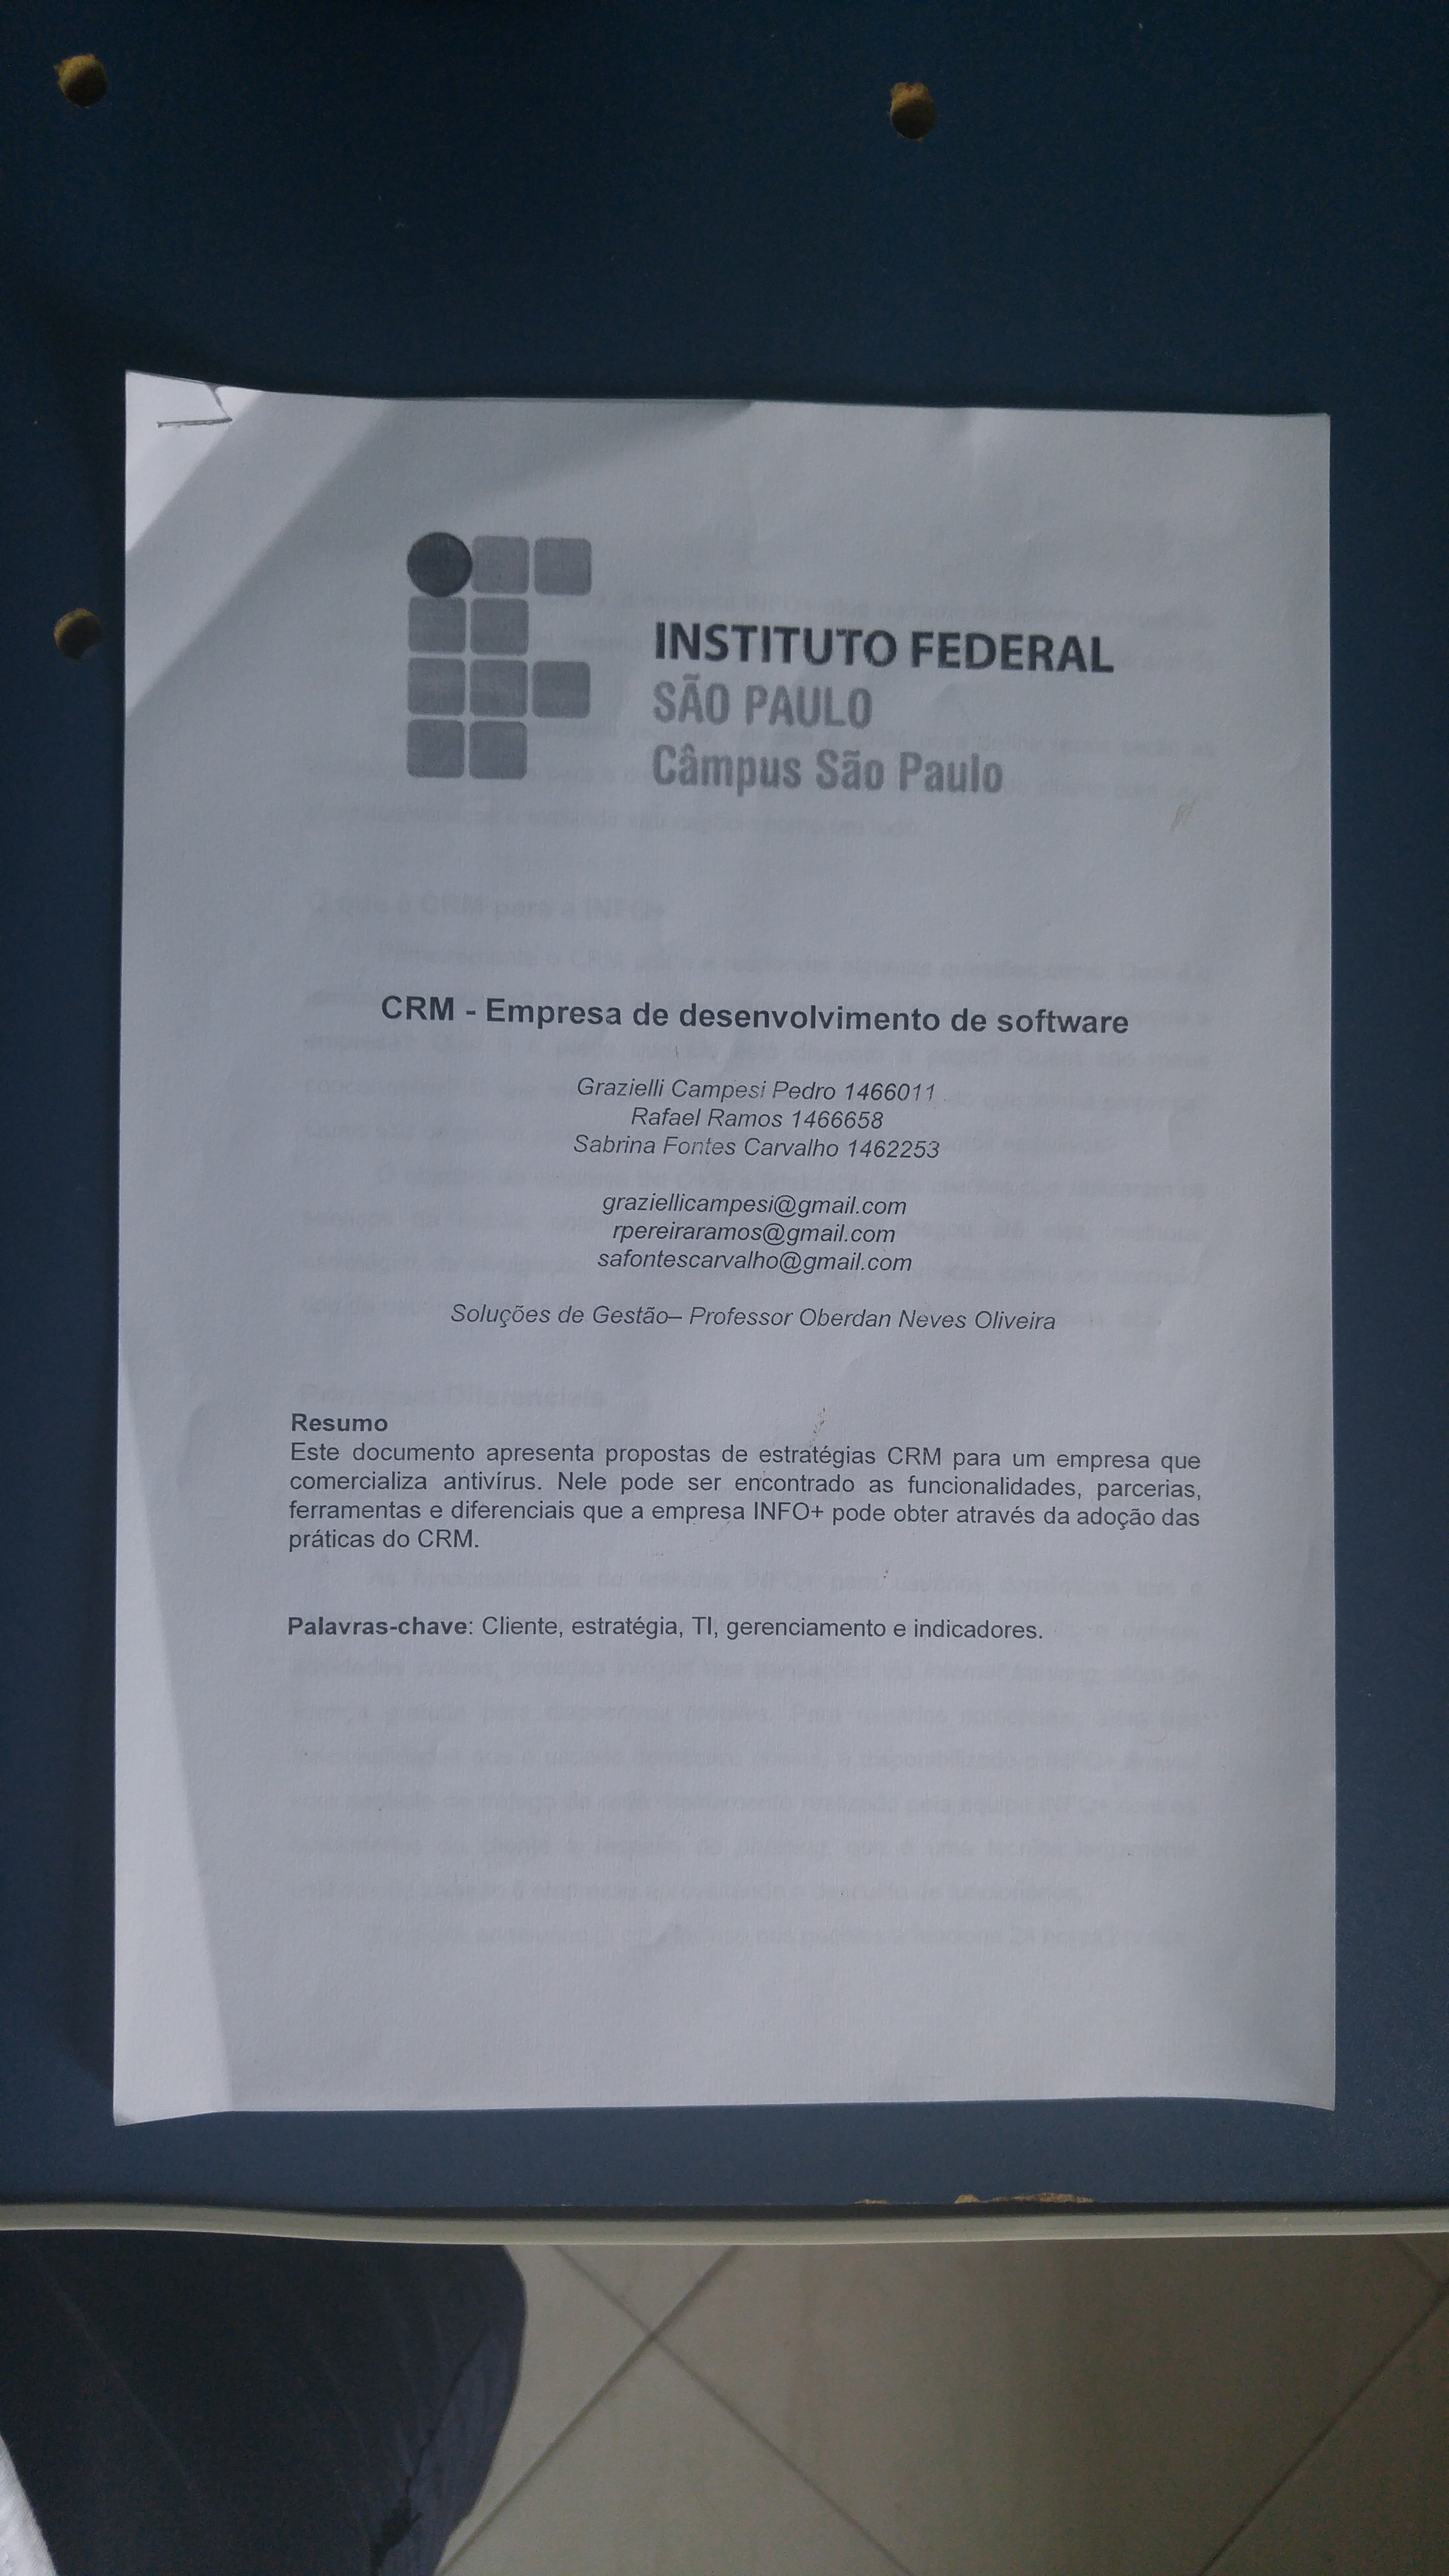 INSTITUTO FEDERAL
SÃO PAULO
Câmpus São Paulo
CRM - Empresa de desenvolvimento de software
Grazielli Campesi Pedro 1466011
Rafael Ramos 1466658
Sabrina Fontes Carvalho 1462253
graziellicampesi@gmail.com
rpereiraramos@gmail.com
safontescarvalho@gmail.com
Soluções de Gestão– Professor Oberdan Neves Oliveira
Resumo
Este documento apresenta propostas de estratégias CRM para um empresa que
comercializa antivírus. Nele pode ser encontrado as funcionalidades, parcerias,
ferramentas e diferenciais que a empresa INFO+ pode obter através da adoção das
práticas do CRM.
Palavras-chave: Cliente, estratégia, TI, gerenciamento e indicadores.